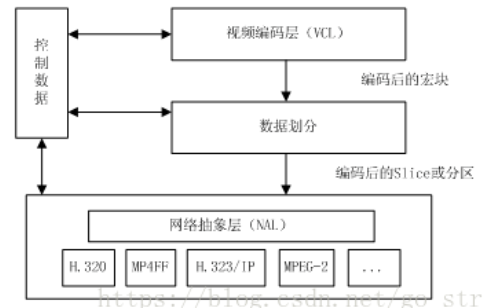 控制数据
视频编码层（VCL）
编码后的宏块
数据划分
编码后的Slice或分区
网络抽象层（NAL）
H.320
MP4FF
H.323/IP
MPEG-2
...
https://blog.csdn.net/go_str